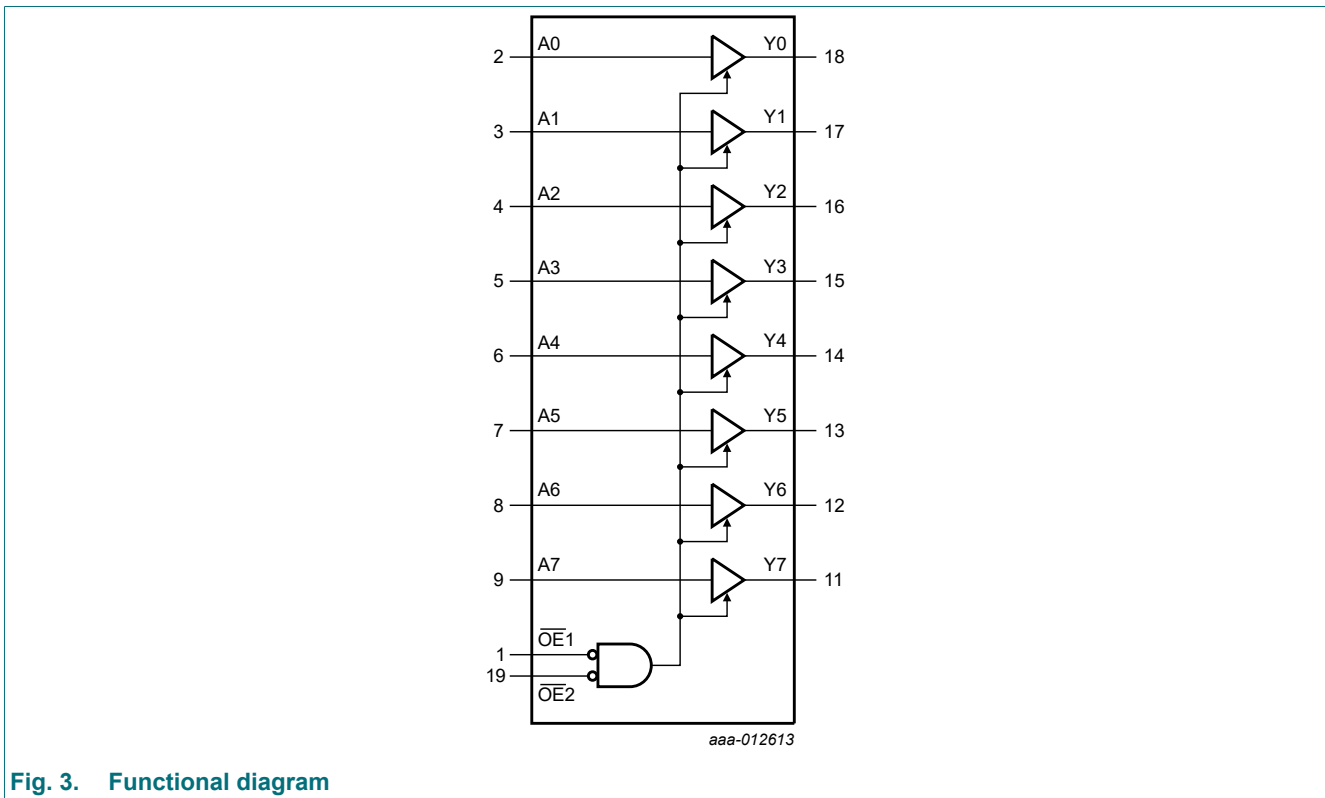 2 A0 Y0 18
3 A1 Y1 17
4 A2 Y2 16
5 A3 Y3 15
6 A4 Y4 14
7 A5 Y5 13
8 A6 Y6 12
9 A7 Y7 11
1 O̅E̅1
19 O̅E̅2
aaa-012613
Fig. 3. Functional diagram